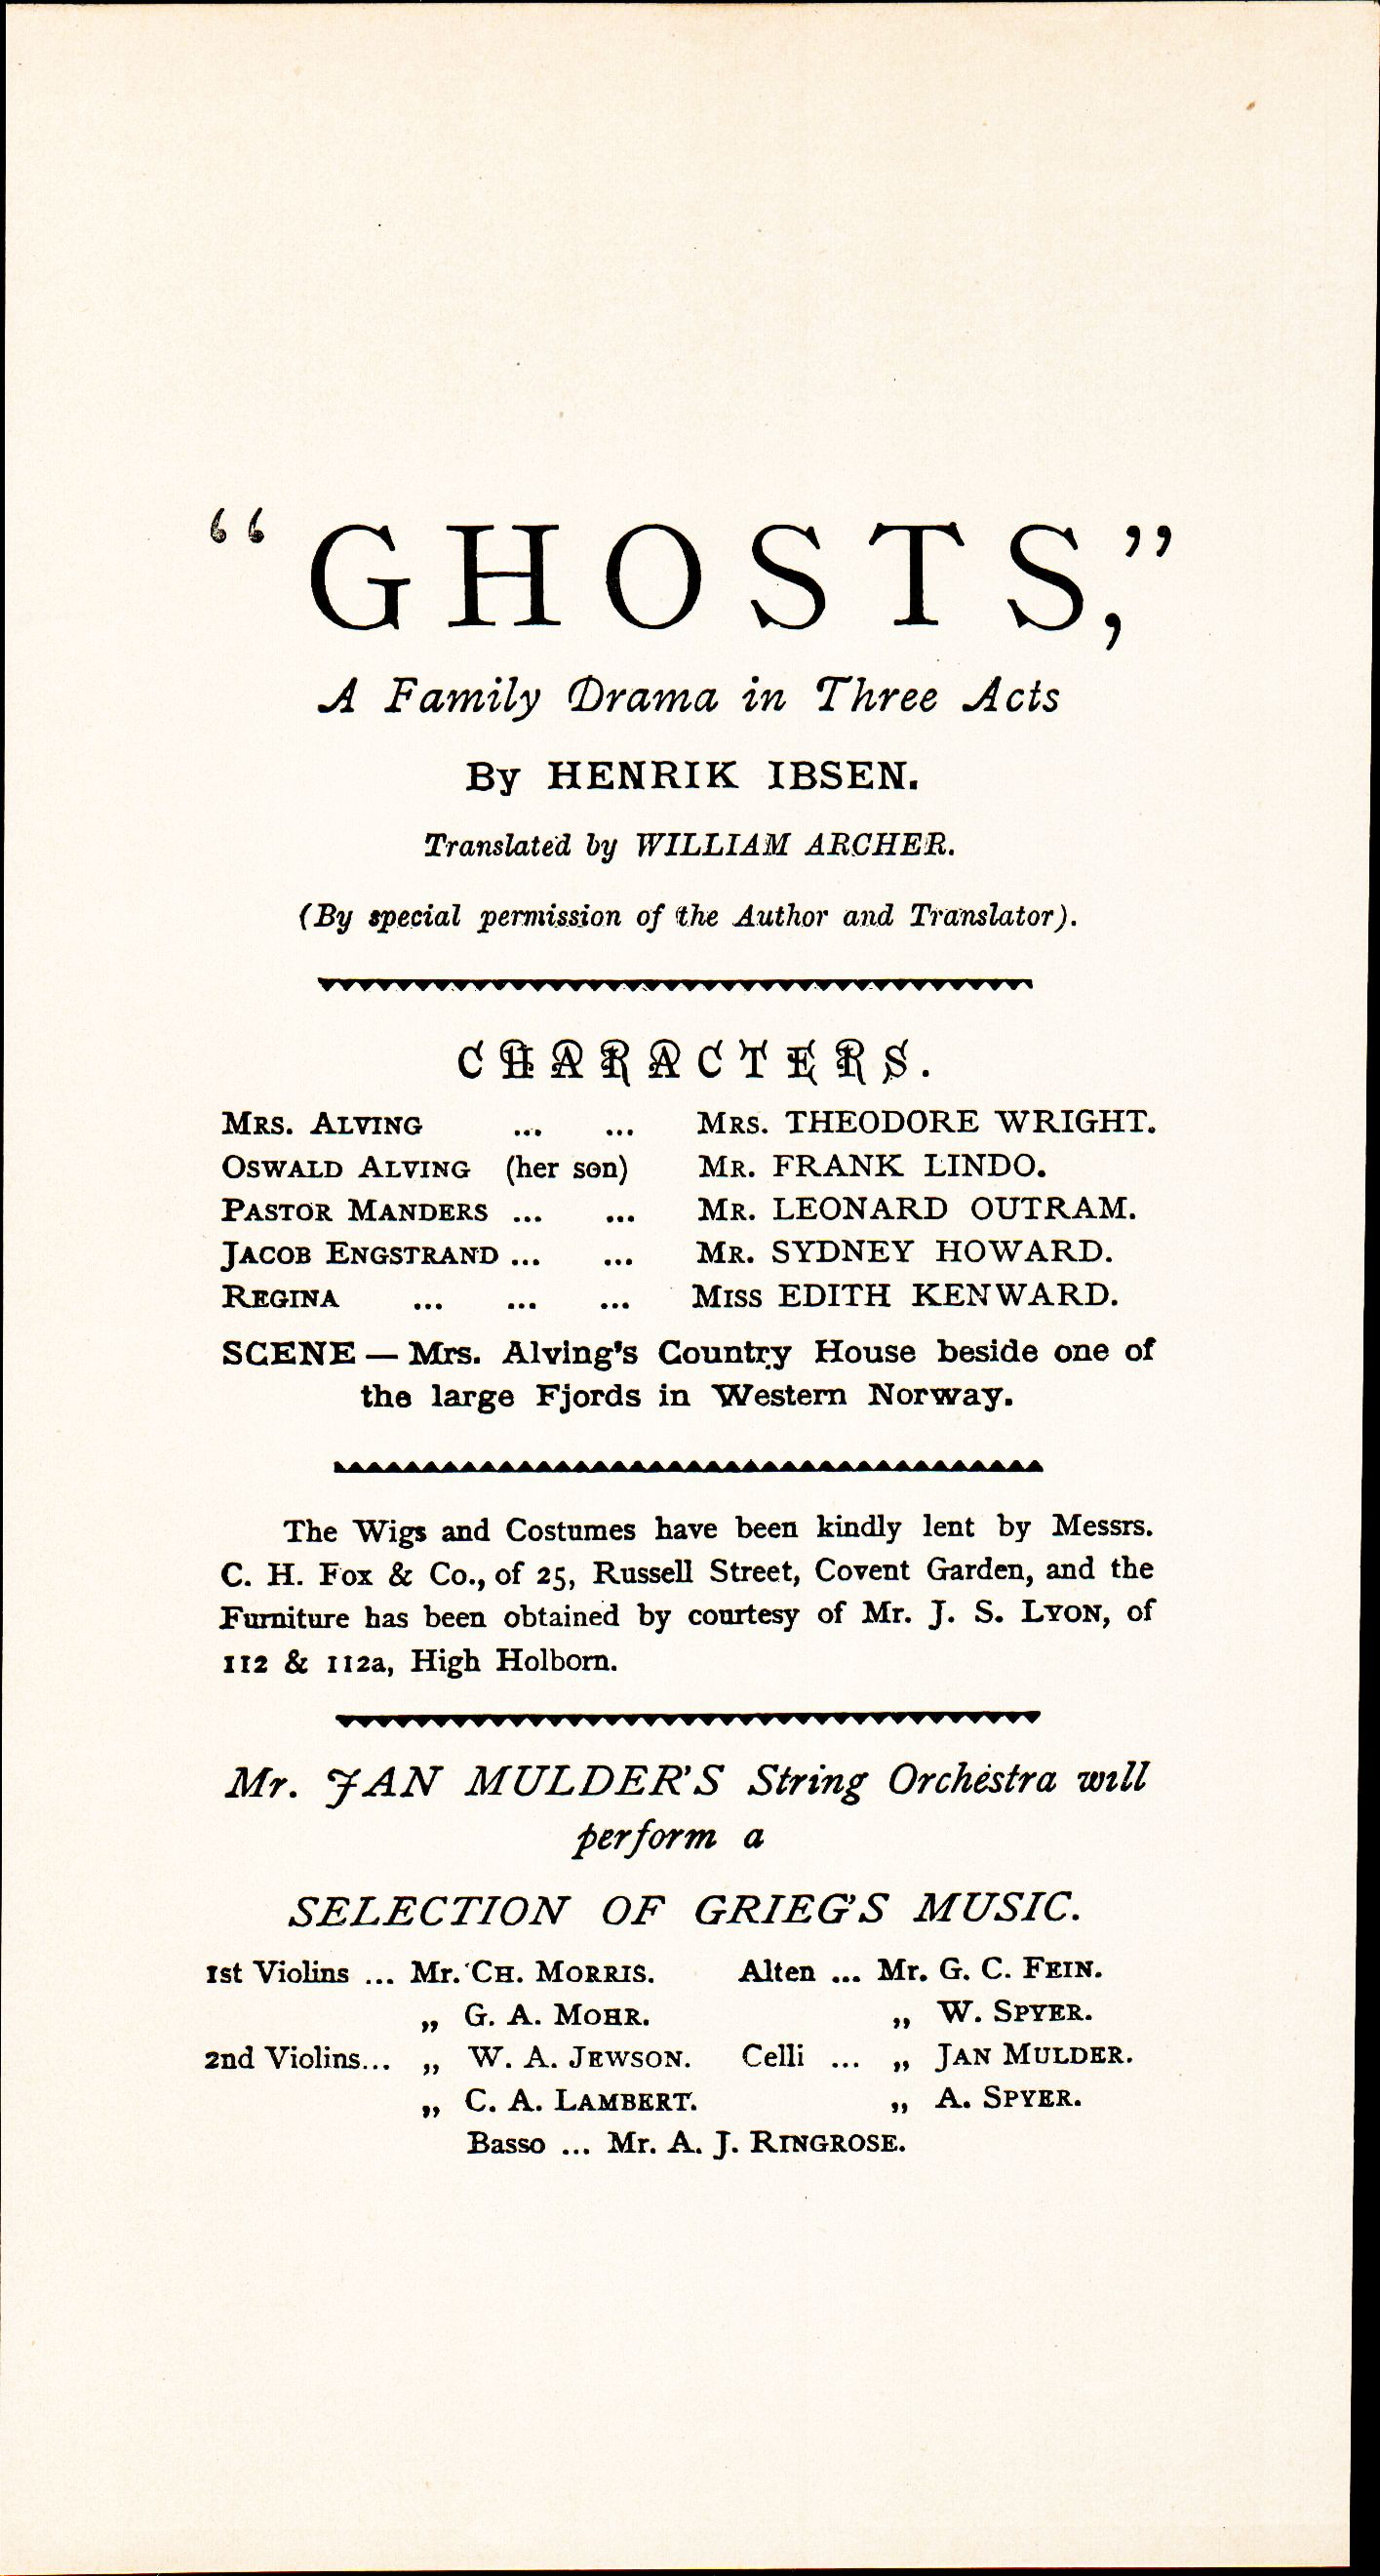 “GHOSTS,”
A Family Drama in Three Acts
By HENRIK IBSEN.
Translated by WILLIAM ARCHER.
(By special permission of the Author and Translator).
CHARACTERS.
MRS. ALVING ... ... MRS. THEODORE WRIGHT.
OSWALD ALVING (her son) MR. FRANK LINDO.
PASTOR MANDERS ... ... MR. LEONARD OUTRAM.
JACOB ENGSTRAND ... ... MR. SYDNEY HOWARD.
REGINA ... ... ... MISS EDITH KENWARD.
SCENE — Mrs. Alving's Country House beside one of
the large Fjords in Western Norway.
The Wigs and Costumes have been kindly lent by Messrs.
C. H. FOX & Co., of 25, Russell Street, Covent Garden, and the
Furniture has been obtained by courtesy of Mr. J. S. LYON, of
112 & 112a, High Holborn.
Mr. JAN MULDER'S String Orchestra will
perform a
SELECTION OF GRIEG'S MUSIC.
1st Violins ... Mr. CH. MORRIS. Alten ... Mr. G. C. FEIN.
„ G. A. MOHR. „ W. SPYER.
2nd Violins... „ W. A. JEWSON. Celli ... „ JAN MULDER.
„ C. A. LAMBERT. „ A. SPYER.
Basso ... Mr. A. J. RINGROSE.